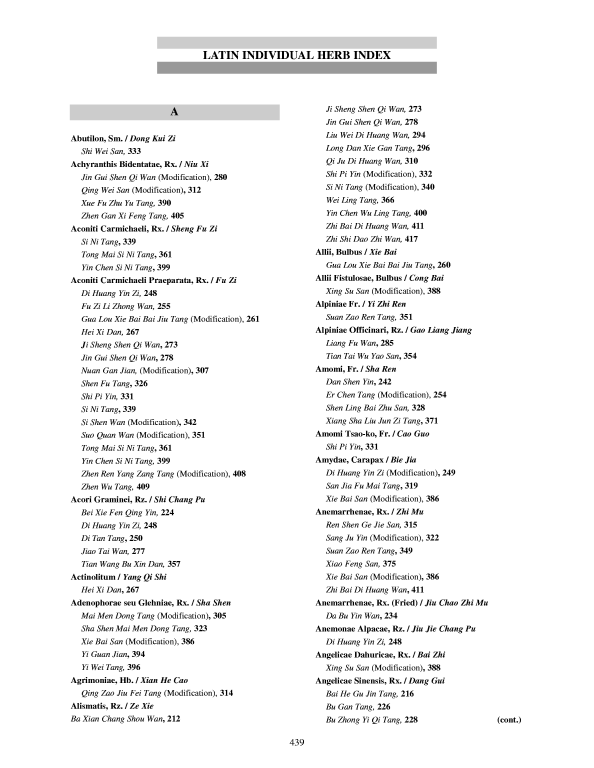 LATIN INDIVIDUAL HERB INDEX
A
Abutilon, Sm. / Dong Kui Zi
Shi Wei San, 333
Achyranthis Bidentatae, Rx. / Niu Xi
Jin Gui Shen Qi Wan (Modification), 280
Qing Wei San (Modification), 312
Xue Fu Zhu Yu Tang, 390
Zhen Gan Xi Feng Tang, 405
Aconiti Carmichaeli, Rx. / Sheng Fu Zi
Si Ni Tang, 339
Tong Mai Si Ni Tang, 361
Yin Chen Si Ni Tang, 399
Aconiti Carmichaeli Praeparata, Rx. / Fu Zi
Di Huang Yin Zi, 248
Fu Zi Li Zhong Wan, 255
Gua Lou Xie Bai Bai Jiu Tang (Modification), 261
Hei Xi Dan, 267
Ji Sheng Shen Qi Wan, 273
Jin Gui Shen Qi Wan, 278
Nuan Gan Jian, (Modification), 307
Shen Fu Tang, 326
Shi Pi Yin, 331
Si Ni Tang, 339
Si Shen Wan (Modification), 342
Suo Quan Wan (Modification), 351
Tong Mai Si Ni Tang, 361
Yin Chen Si Ni Tang, 399
Zhen Ren Yang Zang Tang (Modification), 408
Zhen Wu Tang, 409
Acori Graminei, Rz. / Shi Chang Pu
Bei Xie Fen Qing Yin, 224
Di Huang Yin Zi, 248
Di Tan Tang, 250
Jiao Tai Wan, 277
Tian Wang Bu Xin Dan, 357
Actinolitum / Yang Qi Shi
Hei Xi Dan, 267
Adenophorae seu Glehniae, Rx. / Sha Shen
Mai Men Dong Tang (Modification), 305
Sha Shen Mai Men Dong Tang, 323
Xie Bai San (Modification), 386
Yi Guan Jian, 394
Yi Wei Tang, 396
Agrimoniae, Hb. / Xian He Cao
Qing Zao Jiu Fei Tang (Modification), 314
Alismatis, Rz. / Ze Xie
Ba Xian Chang Shou Wan, 212
Ji Sheng Shen Qi Wan, 273
Jin Gui Shen Qi Wan, 278
Liu Wei Di Huang Wan, 294
Long Dan Xie Gan Tang, 296
Qi Ju Di Huang Wan, 310
Shi Pi Yin (Modification), 332
Si Ni Tang (Modification), 340
Wei Ling Tang, 366
Yin Chen Wu Ling Tang, 400
Zhi Bai Di Huang Wan, 411
Zhi Shi Dao Zhi Wan, 417
Allii, Bulbus / Xie Bai
Gua Lou Xie Bai Bai Jiu Tang, 260
Allii Fistulosae, Bulbus / Cong Bai
Xing Su San (Modification), 388
Alpiniae Fr. / Yi Zhi Ren
Suan Zao Ren Tang, 351
Alpiniae Officinari, Rz. / Gao Liang Jiang
Liang Fu Wan, 285
Tian Tai Wu Yao San, 354
Amomi, Fr. / Sha Ren
Dan Shen Yin, 242
Er Chen Tang (Modification), 254
Shen Ling Bai Zhu San, 328
Xiang Sha Liu Jun Zi Tang, 371
Amomi Tsao-ko, Fr. / Cao Guo
Shi Pi Yin, 331
Amydae, Carapax / Bie Jia
Di Huang Yin Zi (Modification), 249
San Jia Fu Mai Tang, 319
Xie Bai San (Modification), 386
Anemarrhenae, Rx. / Zhi Mu
Ren Shen Ge Jie San, 315
Sang Ju Yin (Modification), 322
Suan Zao Ren Tang, 349
Xiao Feng San, 375
Xie Bai San (Modification), 386
Zhi Bai Di Huang Wan, 411
Anemarrhenae, Rx. (Fried) / Jiu Chao Zhi Mu
Da Bu Yin Wan, 234
Anemonae Alpacae, Rz. / Jiu Jie Chang Pu
Di Huang Yin Zi, 248
Angelicae Dahuricae, Rx. / Bai Zhi
Xing Su San (Modification), 388
Angelicae Sinensis, Rx. / Dang Gui
Bai He Gu Jin Tang, 216
Bu Gan Tang, 226
Bu Zhong Yi Qi Tang, 228
(cont.)
439